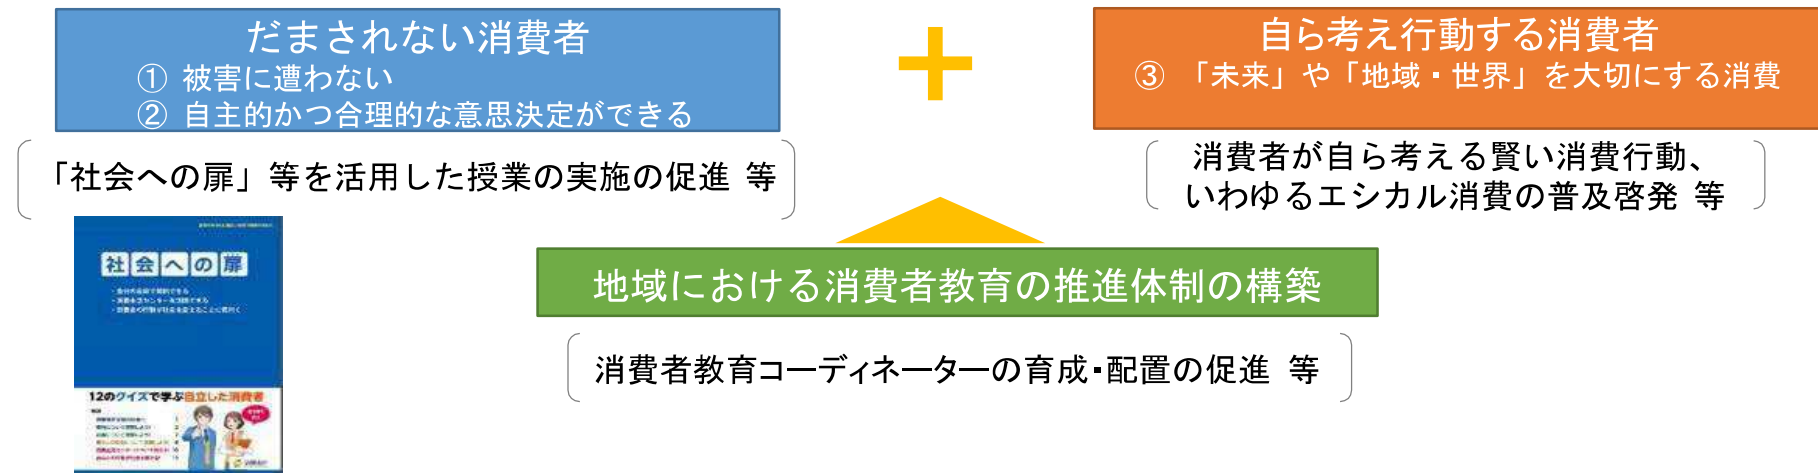 だまされない消費者
① 被害に遭わない
② 自主的かつ合理的な意思決定ができる
「社会への扉」等を活用した授業の実施の促進 等
自ら考え行動する消費者
③ 「未来」や「地域・世界」を大切にする消費
消費者が自ら考える賢い消費行動、
いわゆるエシカル消費の普及啓発 等
社会への扉
12のクイズで学ぶ自立した消費者
地域における消費者教育の推進体制の構築
消費者教育コーディネーターの育成・配置の促進 等